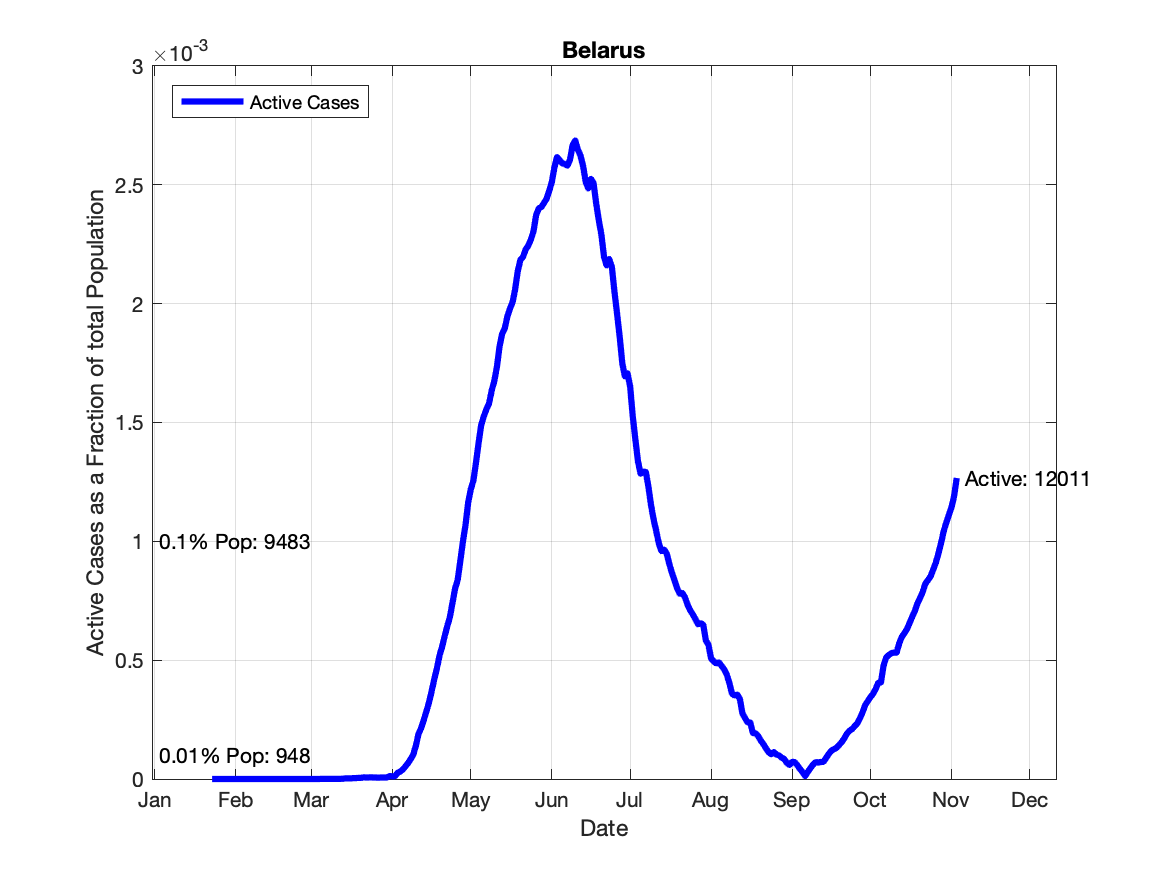 Belarus
×10-3
3
2.5
2
1.5
1
0.5
0
Active Cases
Active Cases as a Fraction of total Population
Active: 12011
0.1% Pop: 9483
0.01% Pop: 948
Jan Feb Mar Apr May Jun Jul Aug Sep Oct Nov Dec
Date